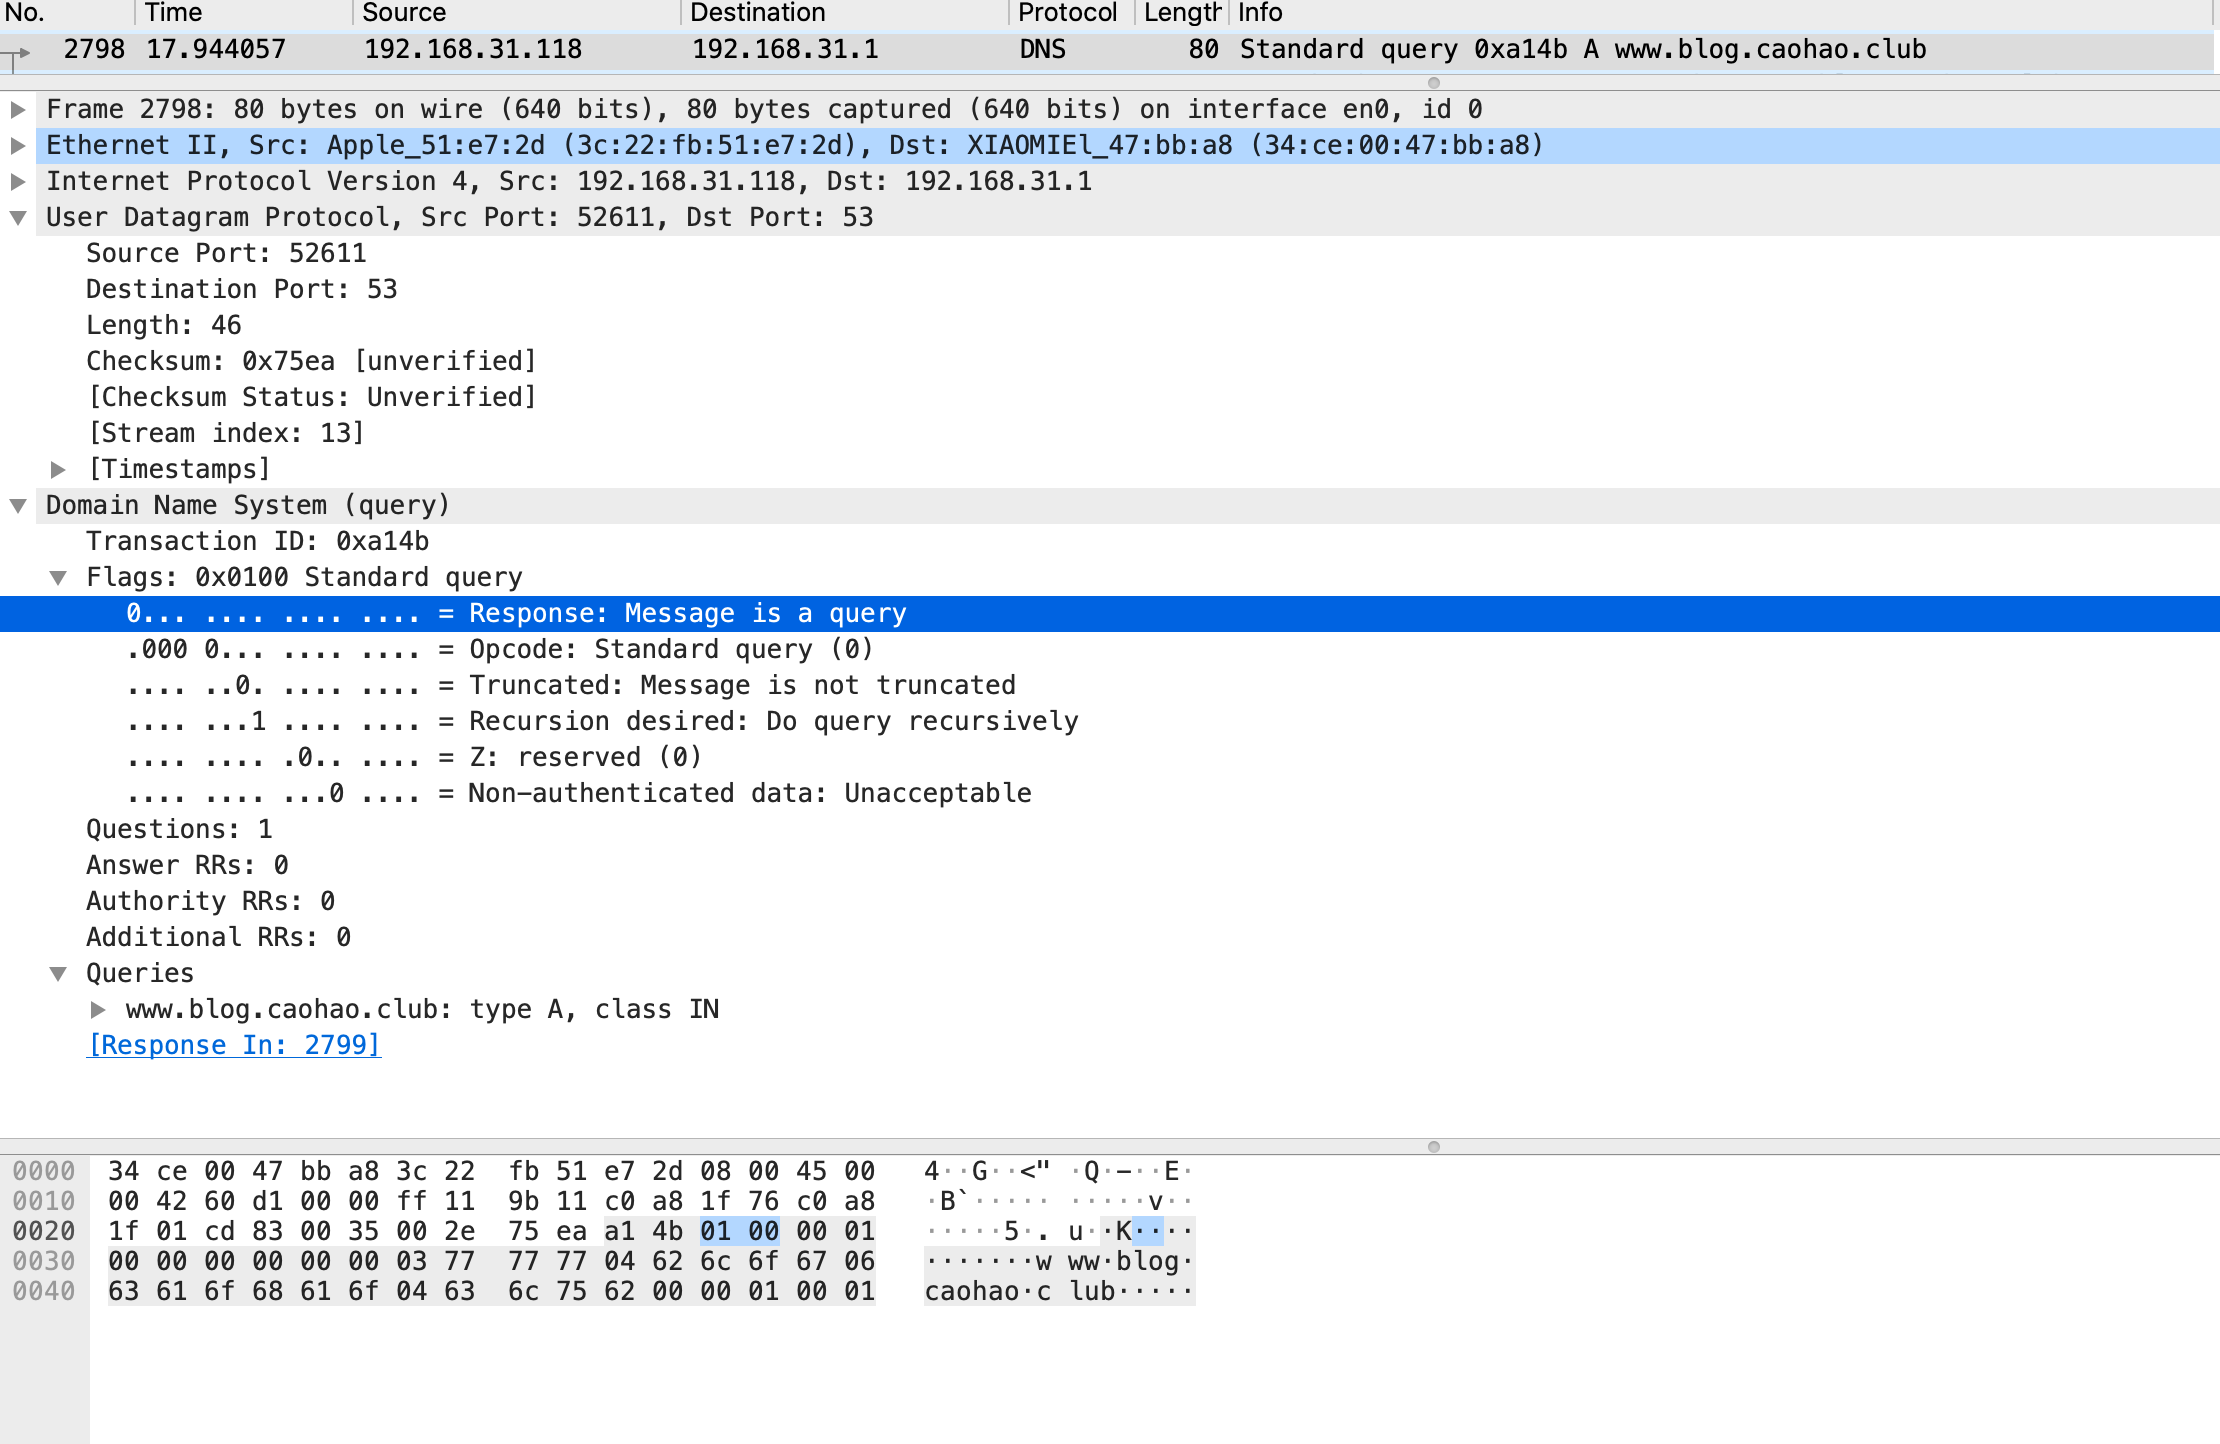 No. Time Source Destination Protocol Length Info
2798 17.944057 192.168.31.118 192.168.31.1 DNS 80 Standard query 0xa14b A www.blog.caohao.club
Frame 2798: 80 bytes on wire (640 bits), 80 bytes captured (640 bits) on interface en0, id 0
Ethernet II, Src: Apple_51:e7:2d (3c:22:fb:51:e7:2d), Dst: XIAOMIEl_47:bb:a8 (34:ce:00:47:bb:a8)
Internet Protocol Version 4, Src: 192.168.31.118, Dst: 192.168.31.1
User Datagram Protocol, Src Port: 52611, Dst Port: 53
Source Port: 52611
Destination Port: 53
Length: 46
Checksum: 0x75ea [unverified]
[Checksum Status: Unverified]
[Stream index: 13]
[Timestamps]
Domain Name System (query)
Transaction ID: 0xa14b
Flags: 0x0100 Standard query
0... .... .... .... = Response: Message is a query
.000 0... .... .... = Opcode: Standard query (0)
.... ..0. .... .... = Truncated: Message is not truncated
.... ...1 .... .... = Recursion desired: Do query recursively
.... .... .0.. .... = Z: reserved (0)
.... .... ...0 .... = Non-authenticated data: Unacceptable
Questions: 1
Answer RRs: 0
Authority RRs: 0
Additional RRs: 0
Queries
www.blog.caohao.club: type A, class IN
[Response In: 2799]
0000 34 ce 00 47 bb a8 3c 22 fb 51 e7 2d 08 00 45 00 4··G··<" ·Q·-··E·
0010 00 42 60 d1 00 00 ff 11 9b 11 c0 a8 1f 76 c0 a8 ·B`····· ·····v··
0020 1f 01 cd 83 00 35 00 2e 75 ea a1 4b 01 00 00 01 ·····5·. u··K····
0030 00 00 00 00 00 00 03 77 77 77 04 62 6c 6f 67 06 ·······w ww·blog·
0040 63 61 6f 68 61 6f 04 63 6c 75 62 00 00 01 00 01 caohao·c lub·····